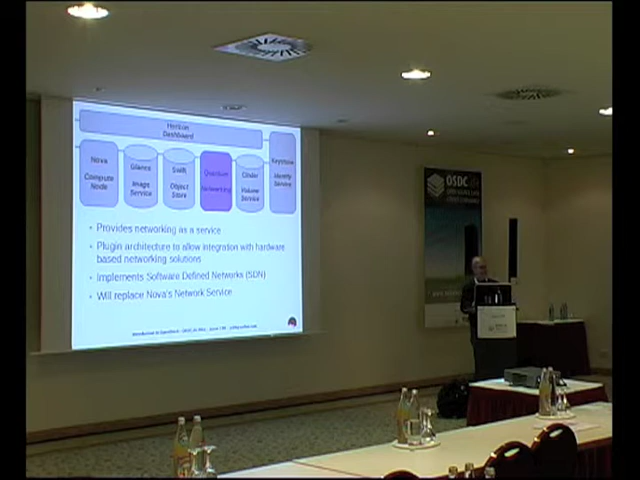 Horizon
Dashboard
Nova
Compute
Node
Glance
Image
Service
Swift
Object
Store
Quantum
Networking
Cinder
Volume
Service
Keystone
Identity
Service
- Provides networking as a service
- Plugin architecture to allow integration with hardware
based networking solutions
- Implements Software Defined Networks (SDN)
- Will replace Nova's Network Service
OSDC.de